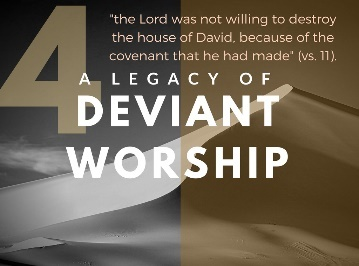 4
"the Lord was not willing to destroy
the house of David, because of the
covenant that he had made" (vs. 11).
A LEGACY OF
DEVIANT
WORSHIP